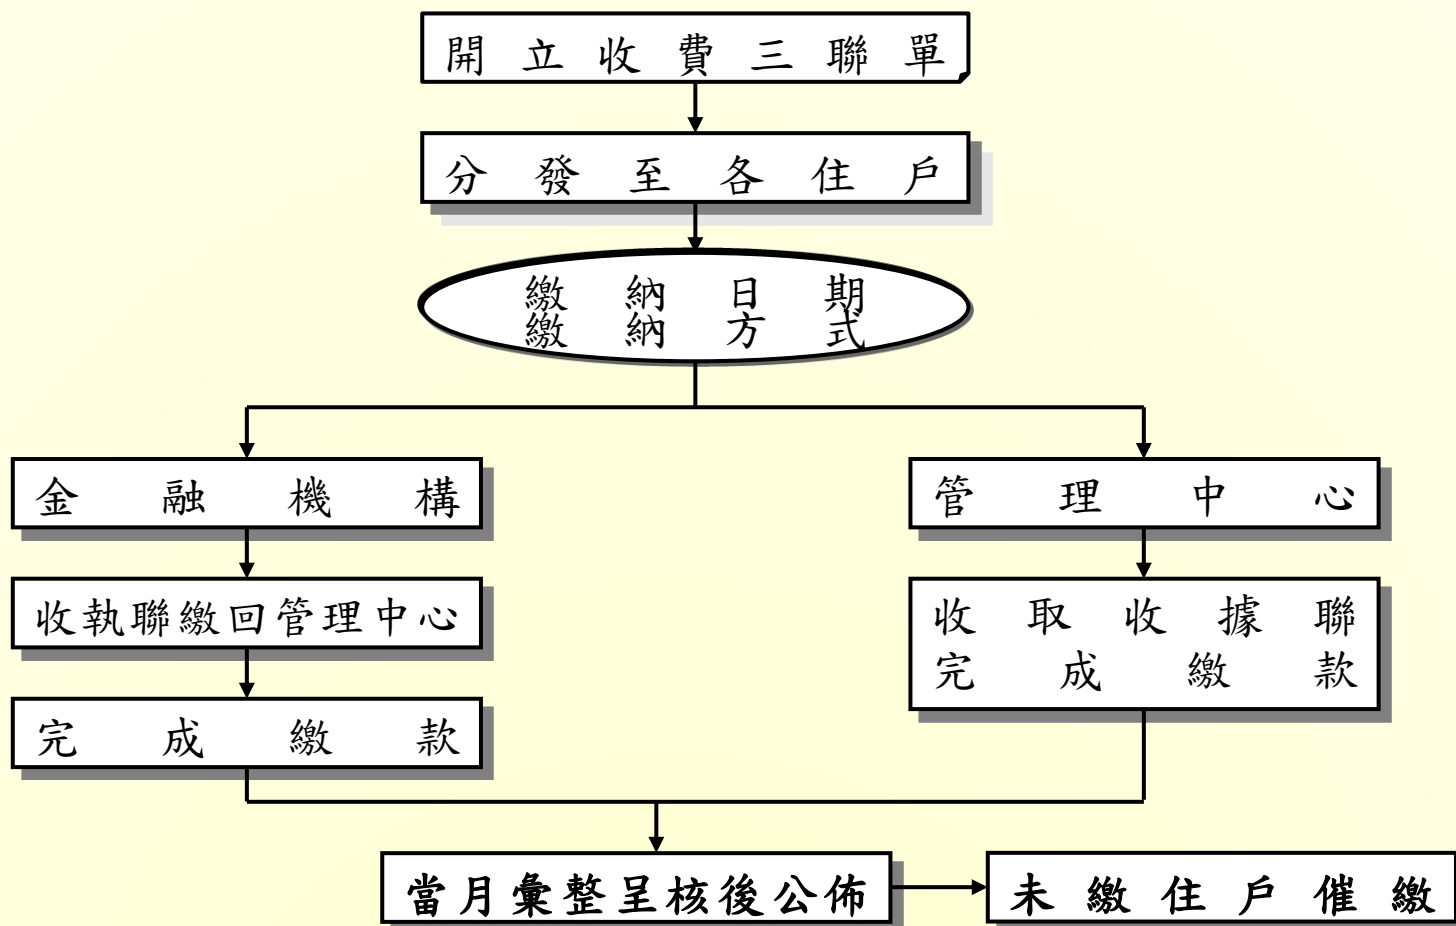 開立收費三聯單
分發至各住戶
繳納日期
繳納方式
金融機構
管理中心
收執聯繳回管理中心
收取收據聯
完成繳款
完成繳款
當月彙整呈核後公佈
未繳住戶催繳